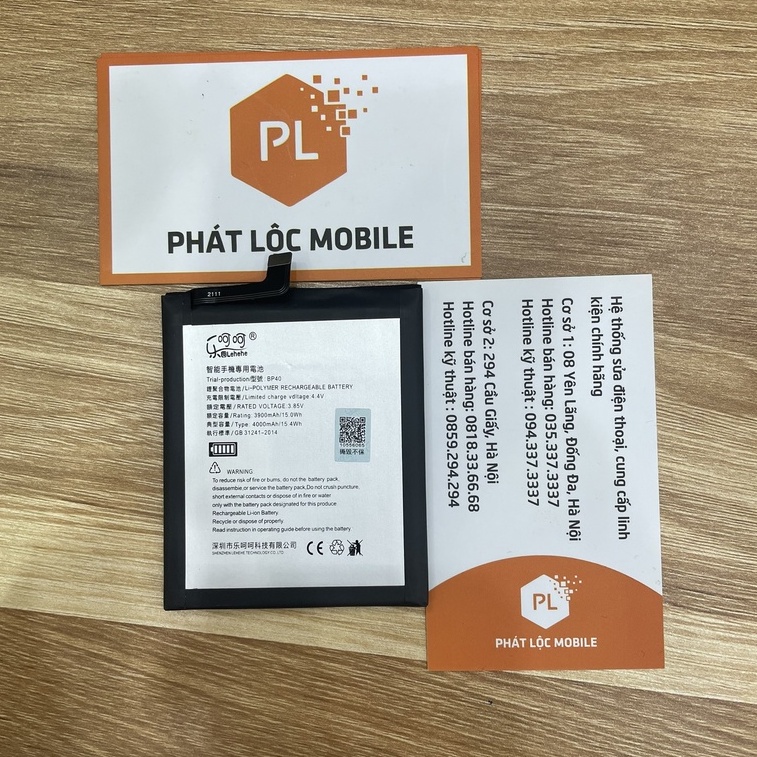 PL
PHÁT LỘC MOBILE
2111
乐呵呵®
Lehehe
智能手機專用電池
Trial-production/型號: BP40
鋰聚合物電池/Li-POLYMER RECHARGEABLE BATTERY
充電限制電壓/Limited charge vdltage 4.4V
額定電壓/RATED VOLTAGE:3.85V
額定容量/Rating: 3900mAh/15.0Wh
典型容量/Type: 4000mAh/15.4Wh
執行標準/GB 31241-2014
撕毀不保
WARNING
To reduce risk of fire or burns, do not the battery pack,
disassemble,or service the battery pack,Do not crush puncture,
short external contacts or dispose of in fire or water
only with the battery pack designated for this produce
Rechargeable Li-ion Battery
Recycle or dispose of properly
Read instruction in operating guide before using the battery.
深圳市乐呵呵科技有限公司
SHENZHEN LEHEHE TECHNOLOGY CO.,LTD
CE
Hệ thống sửa điện thoại, cung cấp linh
kiện chính hãng
Cơ sở 1: 08 Yên Lãng, Đống Đa, Hà Nội
Hotline bán hàng: 035.337.3337
Hotline kỹ thuật : 094.337.3337
Cơ sở 2: 294 Cầu Giấy, Hà Nội
Hotline bán hàng: 0818.33.66.68
Hotline kỹ thuật : 0859.294.294
PL
PHÁT LỘC MOBILE